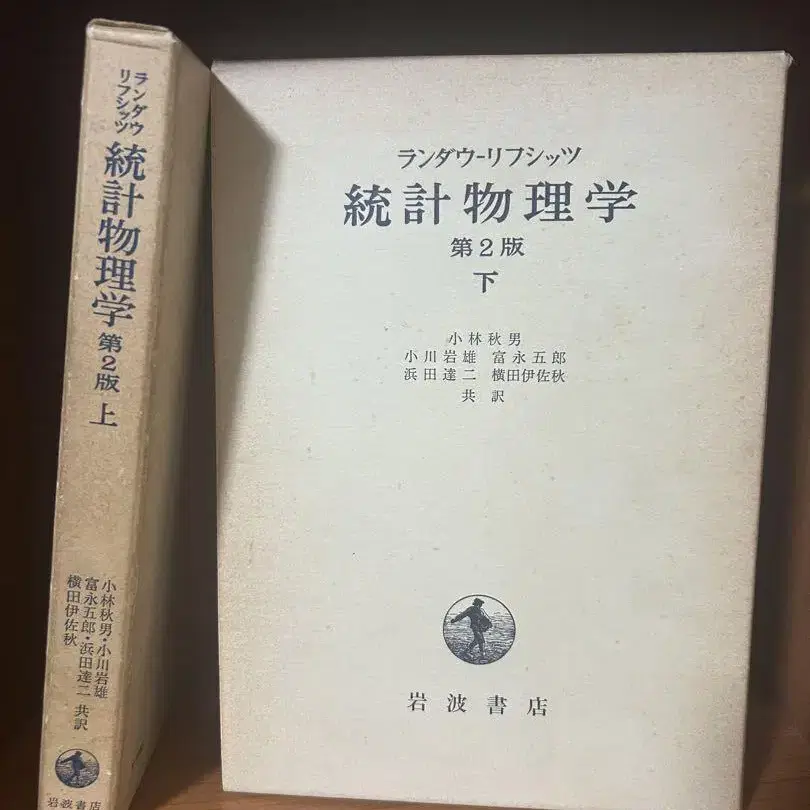 ランダウ
リフシッツ
統計物理学 第2版 上
小林秋男・小川岩雄
富永五郎・浜田達二 共訳
横田伊佐秋
岩波書店
ランダウ-リフシッツ
統計物理学
第2版
下
小林秋男
小川岩雄 富永五郎
浜田達二 横田伊佐秋
共訳
岩波書店